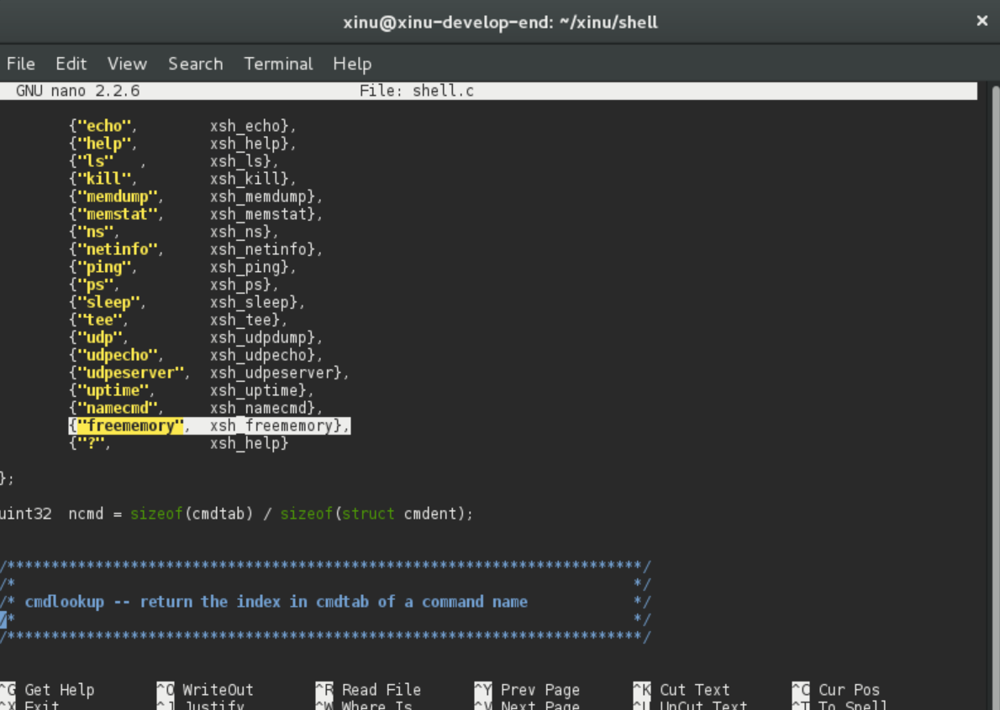 xinu@xinu-develop-end: ~/xinu/shell ×
File Edit View Search Terminal Help
GNU nano 2.2.6 File: shell.c
{"echo", xsh_echo},
{"help", xsh_help},
{"ls" , xsh_ls},
{"kill", xsh_kill},
{"memdump", xsh_memdump},
{"memstat", xsh_memstat},
{"ns", xsh_ns},
{"netinfo", xsh_netinfo},
{"ping", xsh_ping},
{"ps", xsh_ps},
{"sleep", xsh_sleep},
{"tee", xsh_tee},
{"udp", xsh_udpdump},
{"udpecho", xsh_udpecho},
{"udpeserver", xsh_udpeserver},
{"uptime", xsh_uptime},
{"namecmd", xsh_namecmd},
{"freememory", xsh_freememory},
{"?", xsh_help}
};
uint32 ncmd = sizeof(cmdtab) / sizeof(struct cmdent);
/************************************************************************/
/* */
/* cmdlookup -- return the index in cmdtab of a command name */
/* */
/************************************************************************/
^G Get Help ^O WriteOut ^R Read File ^Y Prev Page ^K Cut Text ^C Cur Pos
^X Exit ^J Justify ^W Where Is ^V Next Page ^U UnCut Text ^T To Spell